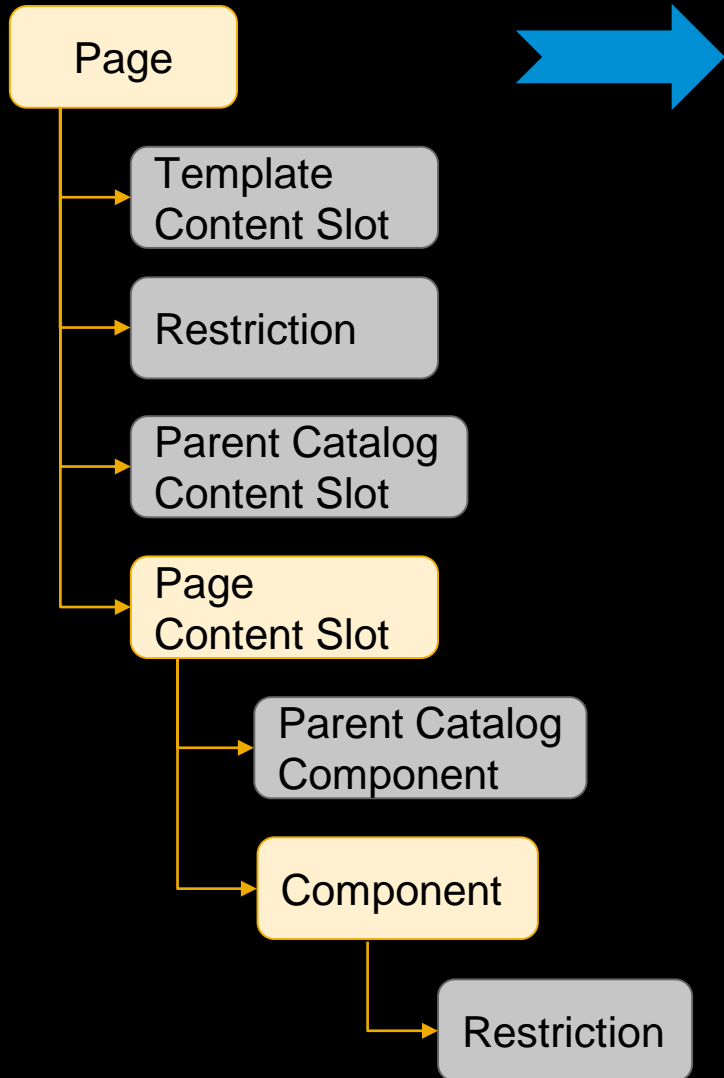 Page
Template
Content Slot
Restriction
Parent Catalog
Content Slot
Page
Content Slot
Parent Catalog
Component
Component
Restriction